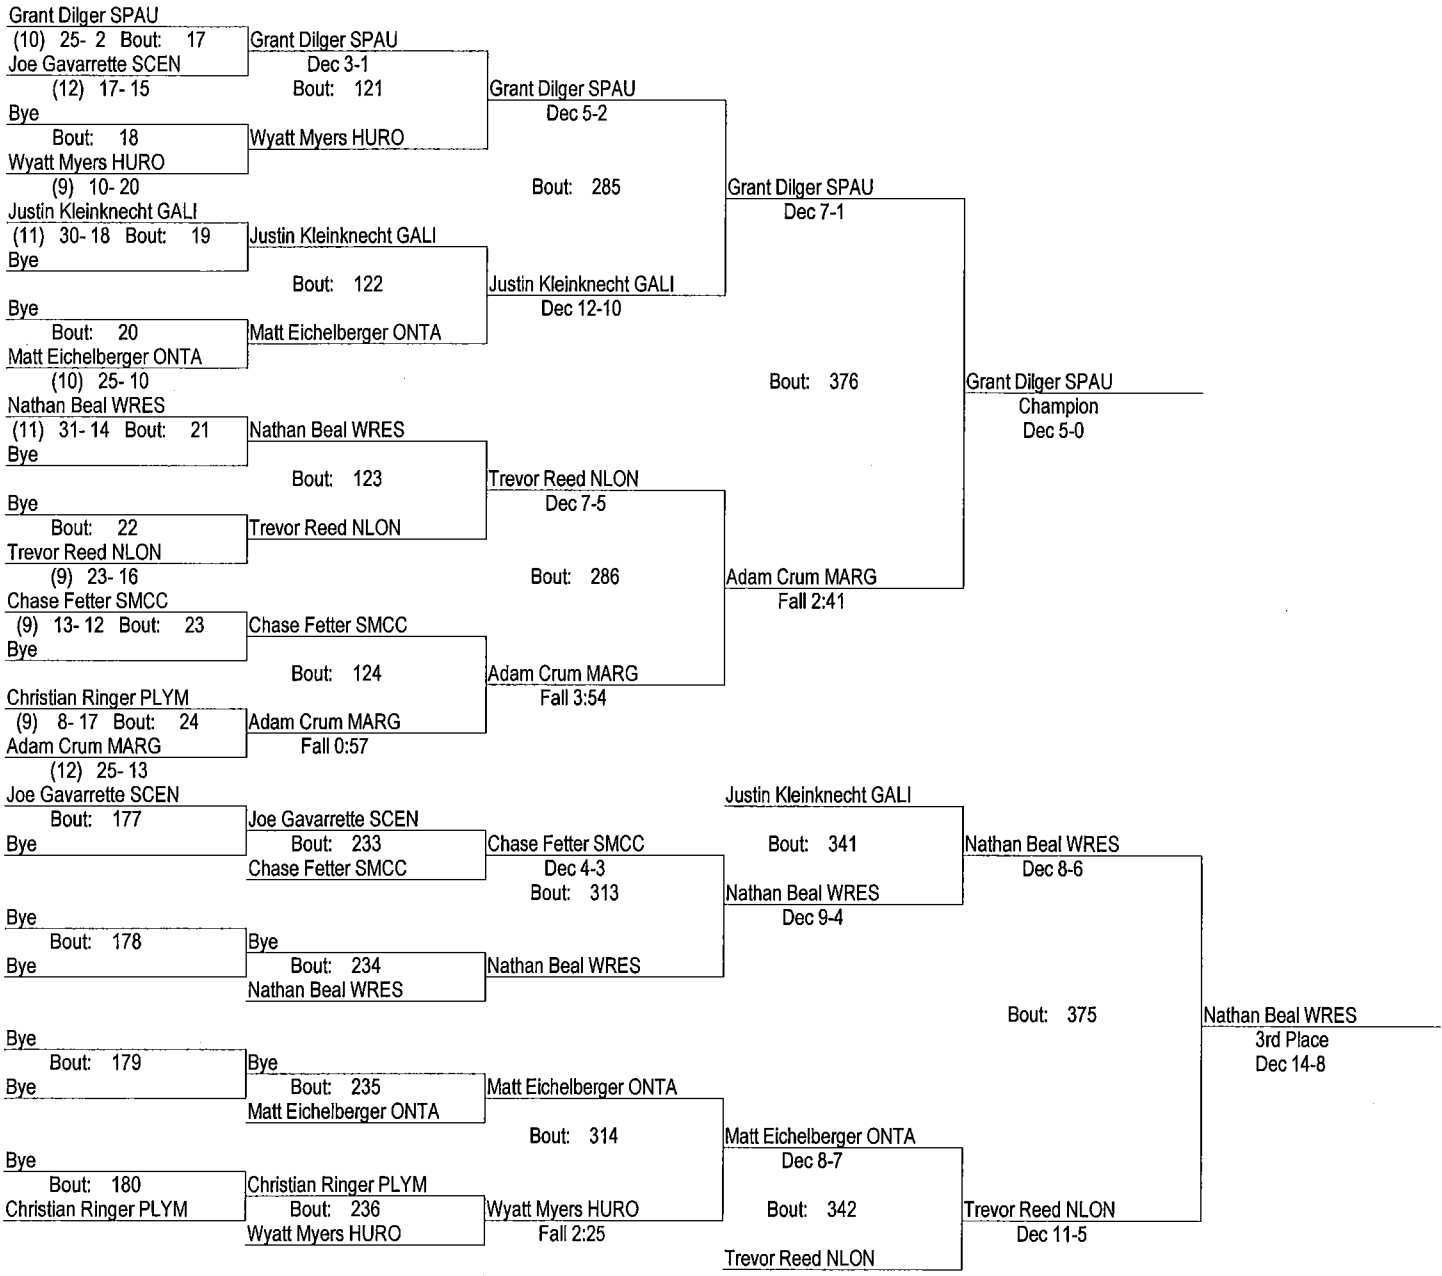 Grant Dilger SPAU
(10) 25- 2 Bout: 17
Grant Dilger SPAU
Joe Gavarrette SCEN
Dec 3-1
(12) 17- 15
Bout: 121
Grant Dilger SPAU
Bye
Dec 5-2
Bout: 18
Wyatt Myers HURO
Wyatt Myers HURO
(9) 10- 20
Bout: 285
Grant Dilger SPAU
Justin Kleinknecht GALI
Dec 7-1
(11) 30- 18 Bout: 19
Justin Kleinknecht GALI
Bye
Bout: 122
Justin Kleinknecht GALI
Bye
Dec 12-10
Bout: 20
Matt Eichelberger ONTA
Matt Eichelberger ONTA
(10) 25- 10
Bout: 376
Grant Dilger SPAU
Nathan Beal WRES
Champion
(11) 31- 14 Bout: 21
Nathan Beal WRES
Dec 5-0
Bye
Bout: 123
Trevor Reed NLON
Bye
Dec 7-5
Bout: 22
Trevor Reed NLON
Trevor Reed NLON
(9) 23- 16
Bout: 286
Adam Crum MARG
Chase Fetter SMCC
Fall 2:41
(9) 13- 12 Bout: 23
Chase Fetter SMCC
Bye
Bout: 124
Adam Crum MARG
Christian Ringer PLYM
Fall 3:54
(9) 8- 17 Bout: 24
Adam Crum MARG
Adam Crum MARG
Fall 0:57
(12) 25- 13
Joe Gavarrette SCEN
Justin Kleinknecht GALI
Bout: 177
Joe Gavarrette SCEN
Bye
Bout: 233
Chase Fetter SMCC
Bout: 341
Nathan Beal WRES
Chase Fetter SMCC
Dec 4-3
Dec 8-6
Bout: 313
Nathan Beal WRES
Bye
Dec 9-4
Bout: 178
Bye
Bye
Bout: 234
Nathan Beal WRES
Nathan Beal WRES
Bout: 375
Nathan Beal WRES
Bye
3rd Place
Bout: 179
Bye
Dec 14-8
Bye
Bout: 235
Matt Eichelberger ONTA
Matt Eichelberger ONTA
Bout: 314
Matt Eichelberger ONTA
Bye
Dec 8-7
Bout: 180
Christian Ringer PLYM
Christian Ringer PLYM
Bout: 236
Wyatt Myers HURO
Bout: 342
Trevor Reed NLON
Wyatt Myers HURO
Fall 2:25
Dec 11-5
Trevor Reed NLON